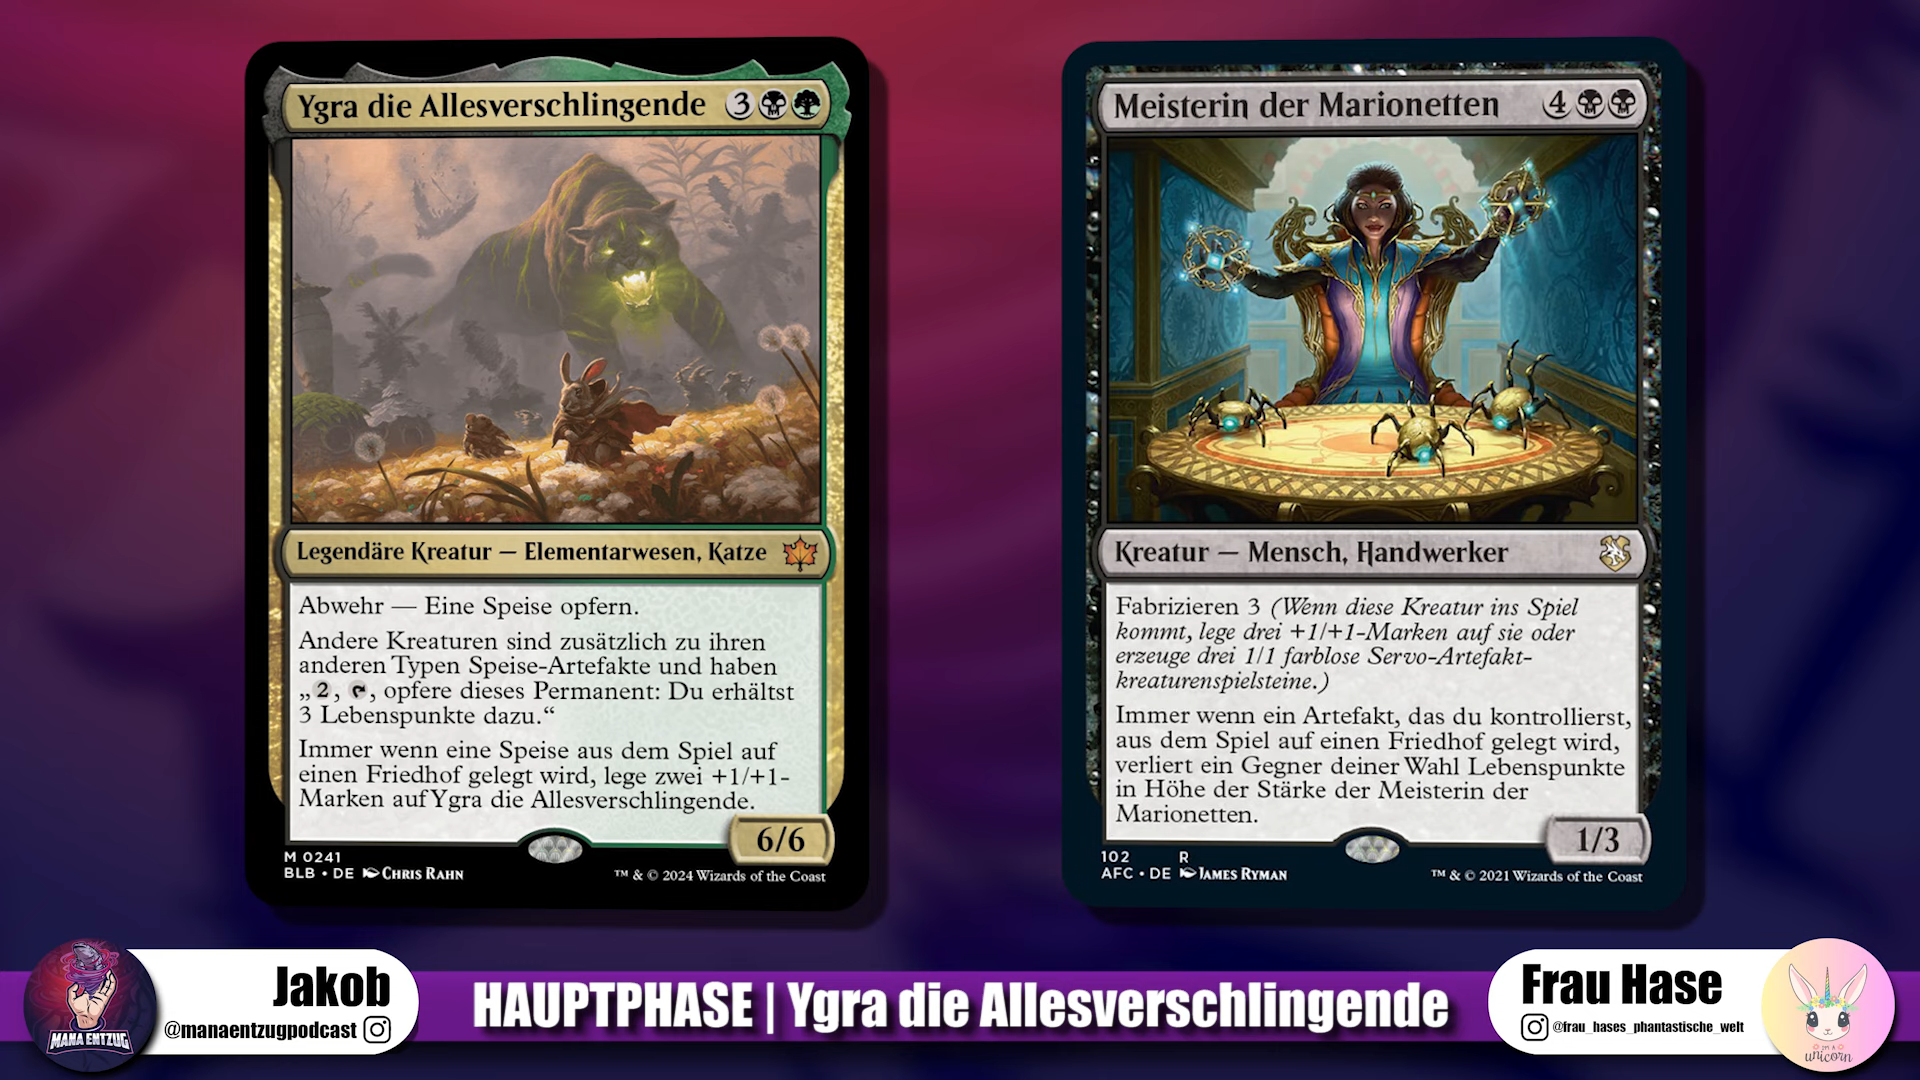 Ygra die Allesverschlingende 3
Legendäre Kreatur — Elementarwesen, Katze
Abwehr — Eine Speise opfern.
Andere Kreaturen sind zusätzlich zu ihren
anderen Typen Speise-Artefakte und haben
„2, , opfere dieses Permanent: Du erhältst
3 Lebenspunkte dazu.“
Immer wenn eine Speise aus dem Spiel auf
einen Friedhof gelegt wird, lege zwei +1/+1-
Marken auf Ygra die Allesverschlingende.
6/6
M 0241
BLB • DE Chris Rahn
™ & © 2024 Wizards of the Coast
Meisterin der Marionetten 4
Kreatur — Mensch, Handwerker
Fabrizieren 3 (Wenn diese Kreatur ins Spiel
kommt, lege drei +1/+1-Marken auf sie oder
erzeuge drei 1/1 farblose Servo-Artefakt-
kreaturenspielsteine.)
Immer wenn ein Artefakt, das du kontrollierst,
aus dem Spiel auf einen Friedhof gelegt wird,
verliert ein Gegner deiner Wahl Lebenspunkte
in Höhe der Stärke der Meisterin der
Marionetten.
1/3
102 R
AFC • DE James Ryman
™ & © 2021 Wizards of the Coast
MANA ENTZUG
Jakob
@manaentzugpodcast
HAUPTPHASE | Ygra die Allesverschlingende
Frau Hase
@frau_hases_phantastische_welt
I'M A
unicorn